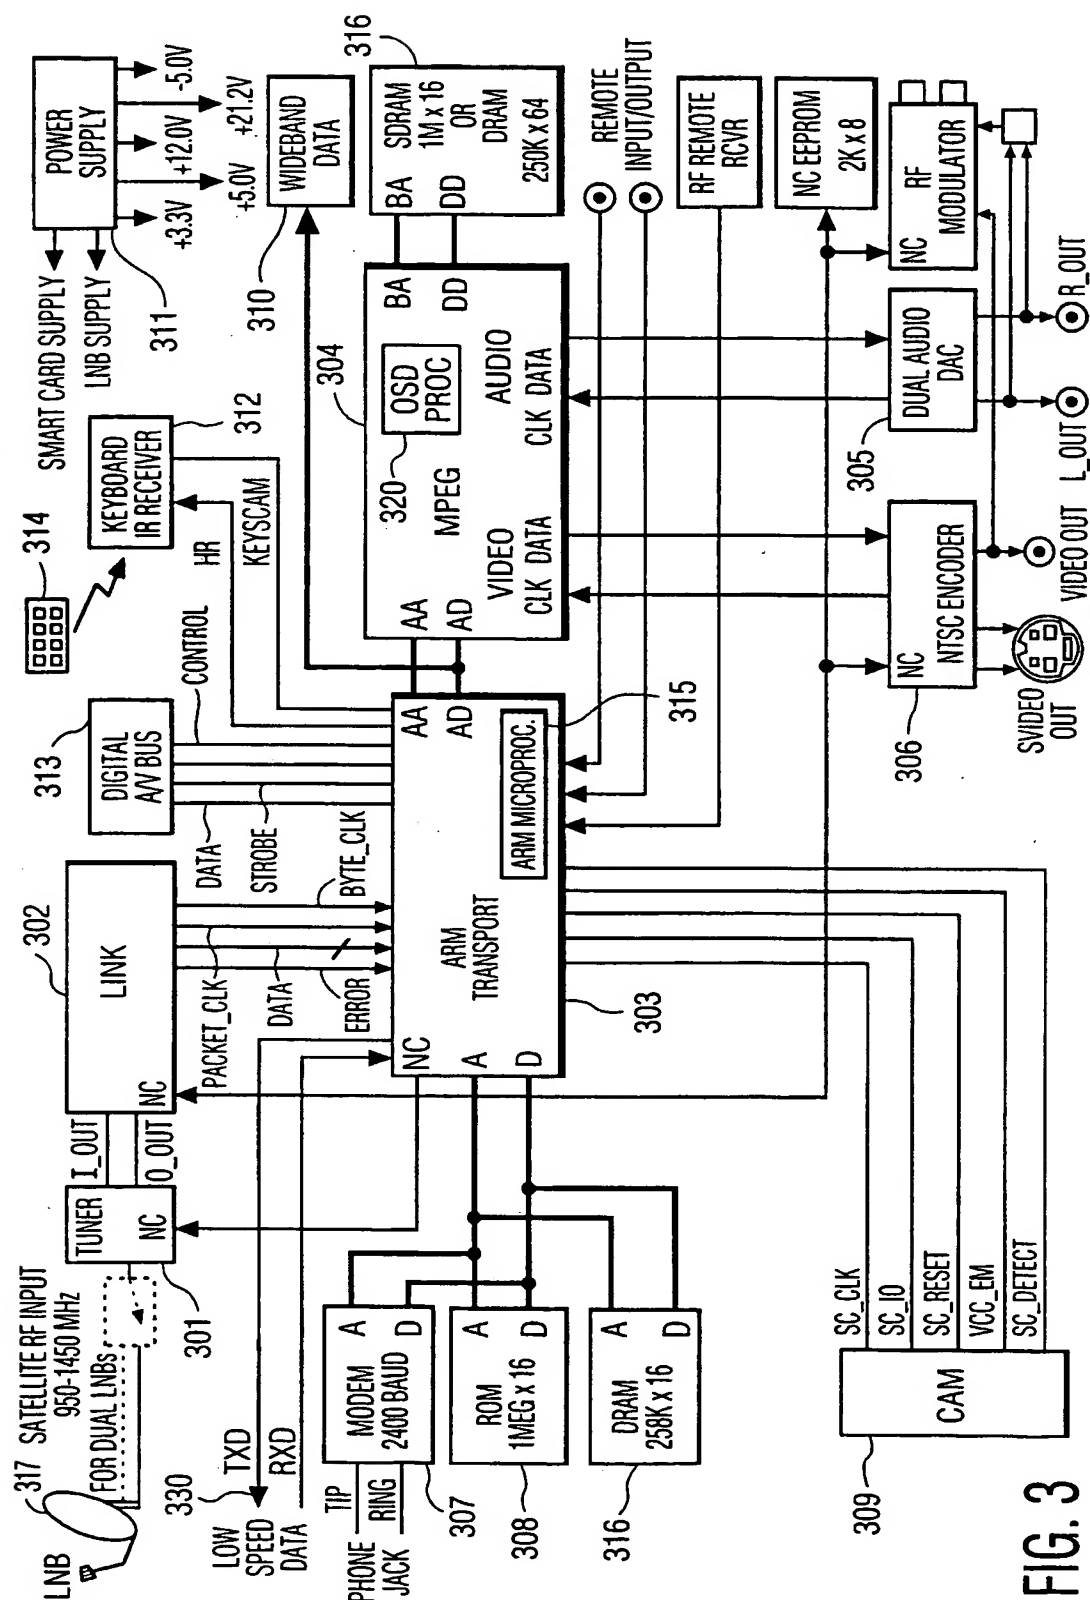 LNB
317
SATELLITE RF INPUT
950-1450 MHz
FOR DUAL LNBs
301
TUNER
NC
I_OUT
O_OUT
302
LINK
NC
PACKET_CLK
DATA
ERROR
BYTE_CLK
313
DIGITAL
A/V BUS
DATA
STROBE
CONTROL
314
KEYBOARD
IR RECEIVER
312
HR
KEYSCAM
SMART CARD SUPPLY
LNB SUPPLY
311
POWER
SUPPLY
+3.3V
+5.0V
+12.0V
+21.2V
-5.0V
330
LOW
SPEED
DATA
TXD
RXD
PHONE
JACK
TIP
RING
307
MODEM
2400 BAUD
A
D
308
ROM
1MEG x 16
A
D
316
DRAM
258K x 16
A
D
NC
A
D
ARM
TRANSPORT
303
AA
AD
ARM MICROPROC.
315
304
AA
AD
MPEG
320
OSD
PROC
VIDEO
CLK DATA
AUDIO
CLK DATA
BA
DD
310
WIDEBAND
DATA
BA
DD
SDRAM
1M x 16
OR
DRAM
250K x 64
316
REMOTE
INPUT/OUTPUT
RF REMOTE
RCVR
NC EEPROM
2K x 8
NC
RF
MODULATOR
305
DUAL AUDIO
DAC
306
NC
NTSC ENCODER
SVIDEO
OUT
VIDEO OUT
L_OUT
R_OUT
309
CAM
SC_CLK
SC_IO
SC_RESET
VCC_EM
SC_DETECT
FIG. 3